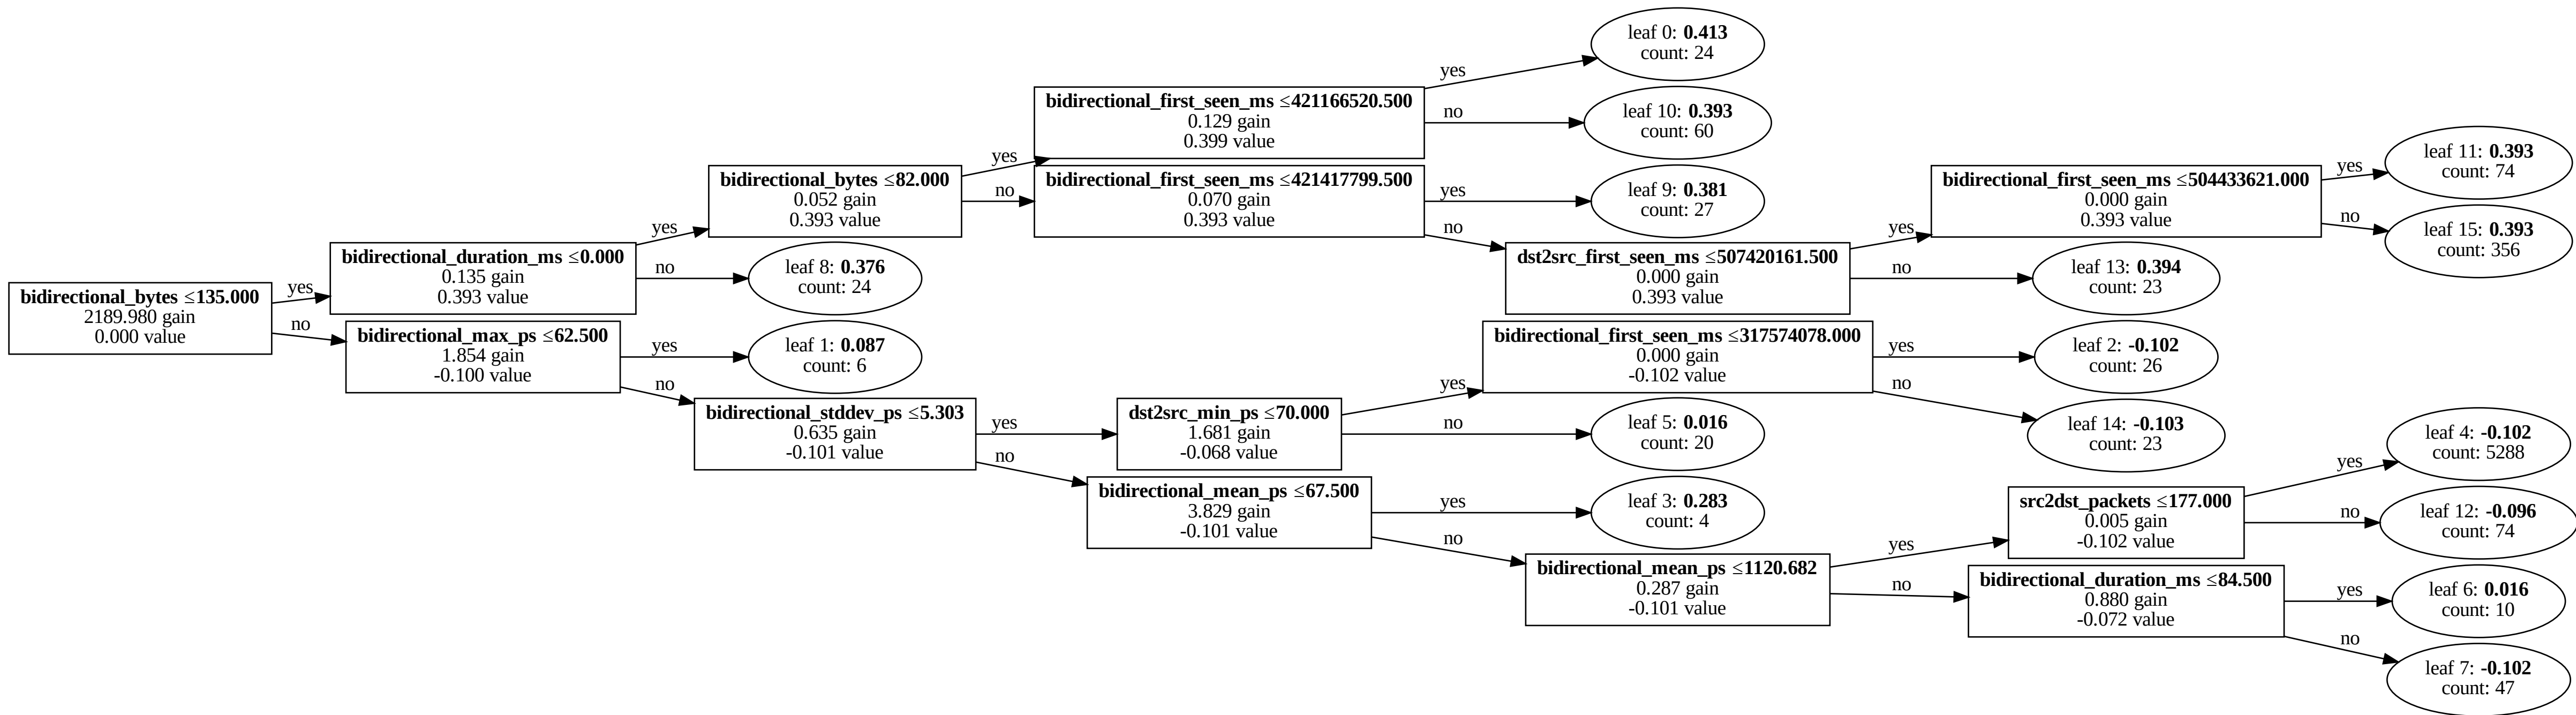 bidirectional_bytes ≤135.000
2189.980 gain
0.000 value
yes
no
bidirectional_duration_ms ≤0.000
0.135 gain
0.393 value
yes
no
bidirectional_max_ps ≤62.500
1.854 gain
-0.100 value
yes
no
bidirectional_bytes ≤82.000
0.052 gain
0.393 value
yes
no
leaf 8: 0.376
count: 24
leaf 1: 0.087
count: 6
bidirectional_stddev_ps ≤5.303
0.635 gain
-0.101 value
yes
no
bidirectional_first_seen_ms ≤421166520.500
0.129 gain
0.399 value
yes
no
bidirectional_first_seen_ms ≤421417799.500
0.070 gain
0.393 value
yes
no
dst2src_min_ps ≤70.000
1.681 gain
-0.068 value
yes
no
bidirectional_mean_ps ≤67.500
3.829 gain
-0.101 value
yes
no
leaf 0: 0.413
count: 24
leaf 10: 0.393
count: 60
leaf 9: 0.381
count: 27
dst2src_first_seen_ms ≤507420161.500
0.000 gain
0.393 value
yes
no
bidirectional_first_seen_ms ≤317574078.000
0.000 gain
-0.102 value
yes
no
leaf 5: 0.016
count: 20
leaf 3: 0.283
count: 4
bidirectional_mean_ps ≤1120.682
0.287 gain
-0.101 value
yes
no
bidirectional_first_seen_ms ≤504433621.000
0.000 gain
0.393 value
yes
no
leaf 13: 0.394
count: 23
leaf 2: -0.102
count: 26
leaf 14: -0.103
count: 23
src2dst_packets ≤177.000
0.005 gain
-0.102 value
yes
no
bidirectional_duration_ms ≤84.500
0.880 gain
-0.072 value
yes
no
leaf 11: 0.393
count: 74
leaf 15: 0.393
count: 356
leaf 4: -0.102
count: 5288
leaf 12: -0.096
count: 74
leaf 6: 0.016
count: 10
leaf 7: -0.102
count: 47